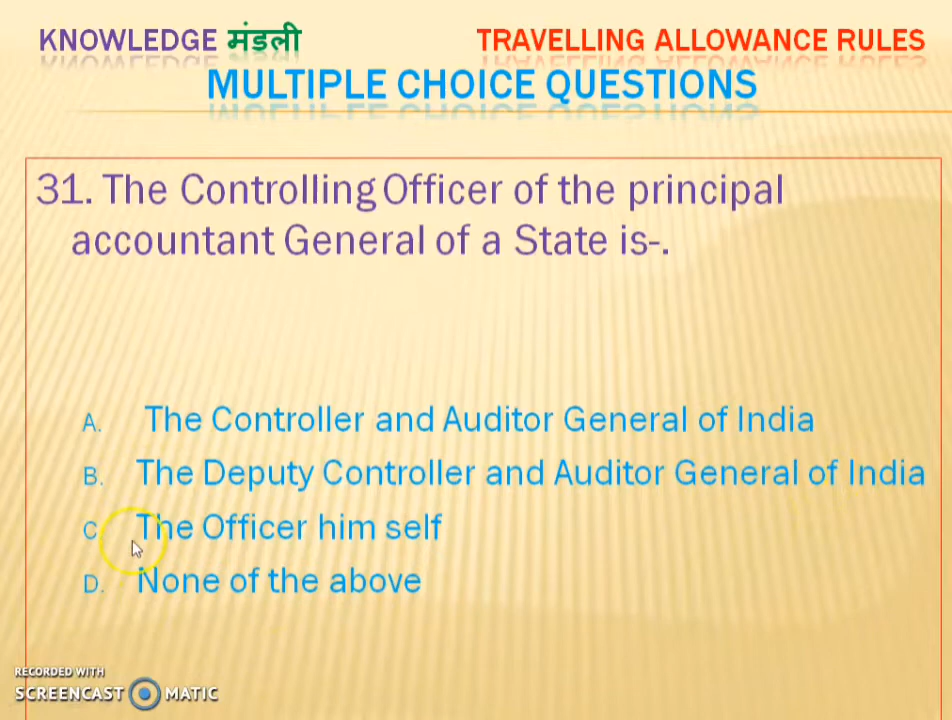 KNOWLEDGE मंडली
TRAVELLING ALLOWANCE RULES
MULTIPLE CHOICE QUESTIONS
31. The Controlling Officer of the principal
accountant General of a State is-.
A. The Controller and Auditor General of India
B. The Deputy Controller and Auditor General of India
C. The Officer him self
D. None of the above
RECORDED WITH
SCREENCAST MATIC